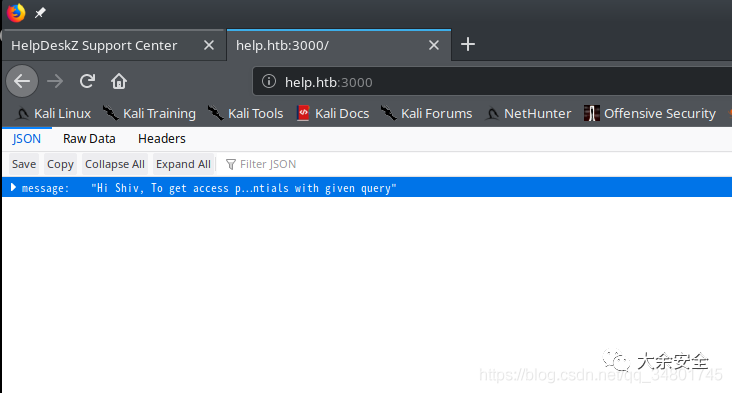 HelpDeskZ Support Center
help.htb:3000/
help.htb:3000
Kali Linux
Kali Training
Kali Tools
Kali Docs
Kali Forums
NetHunter
Offensive Security
JSON
Raw Data
Headers
Save
Copy
Collapse All
Expand All
Filter JSON
message: "Hi Shiv, To get access p…ntials with given query"
大余安全
https://blog.csdn.net/qq_34801745